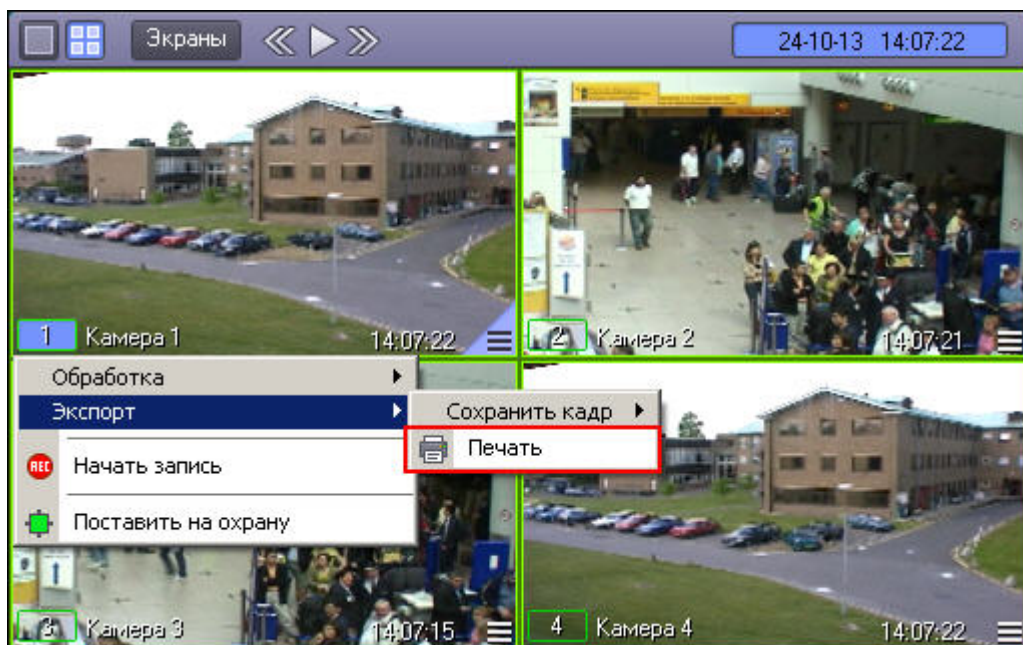 Экраны
24-10-13 14:07:22
1 Камера 1 14:07:22
2 Камера 2 14:07:21
Обработка
Экспорт
Сохранить кадр
Печать
REC Начать запись
Поставить на охрану
3 Камера 3 14:07:15
4 Камера 4 14:07:22